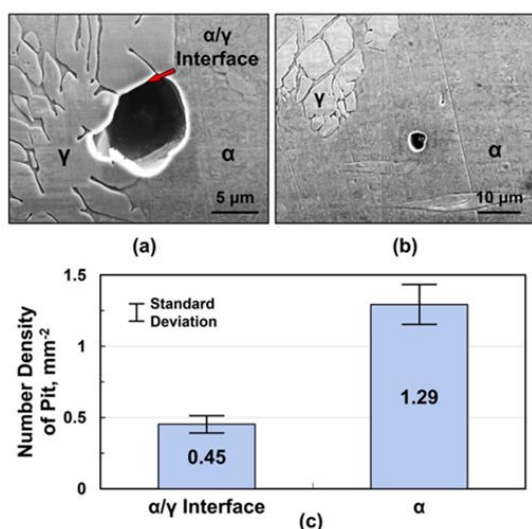 α/γ
Interface
γ
α
5 μm
(a)
γ
α
10 μm
(b)
Number Density
of Pit, mm-2
1.5
1
0.5
0
Standard
Deviation
0.45
1.29
α/γ Interface
α
(c)